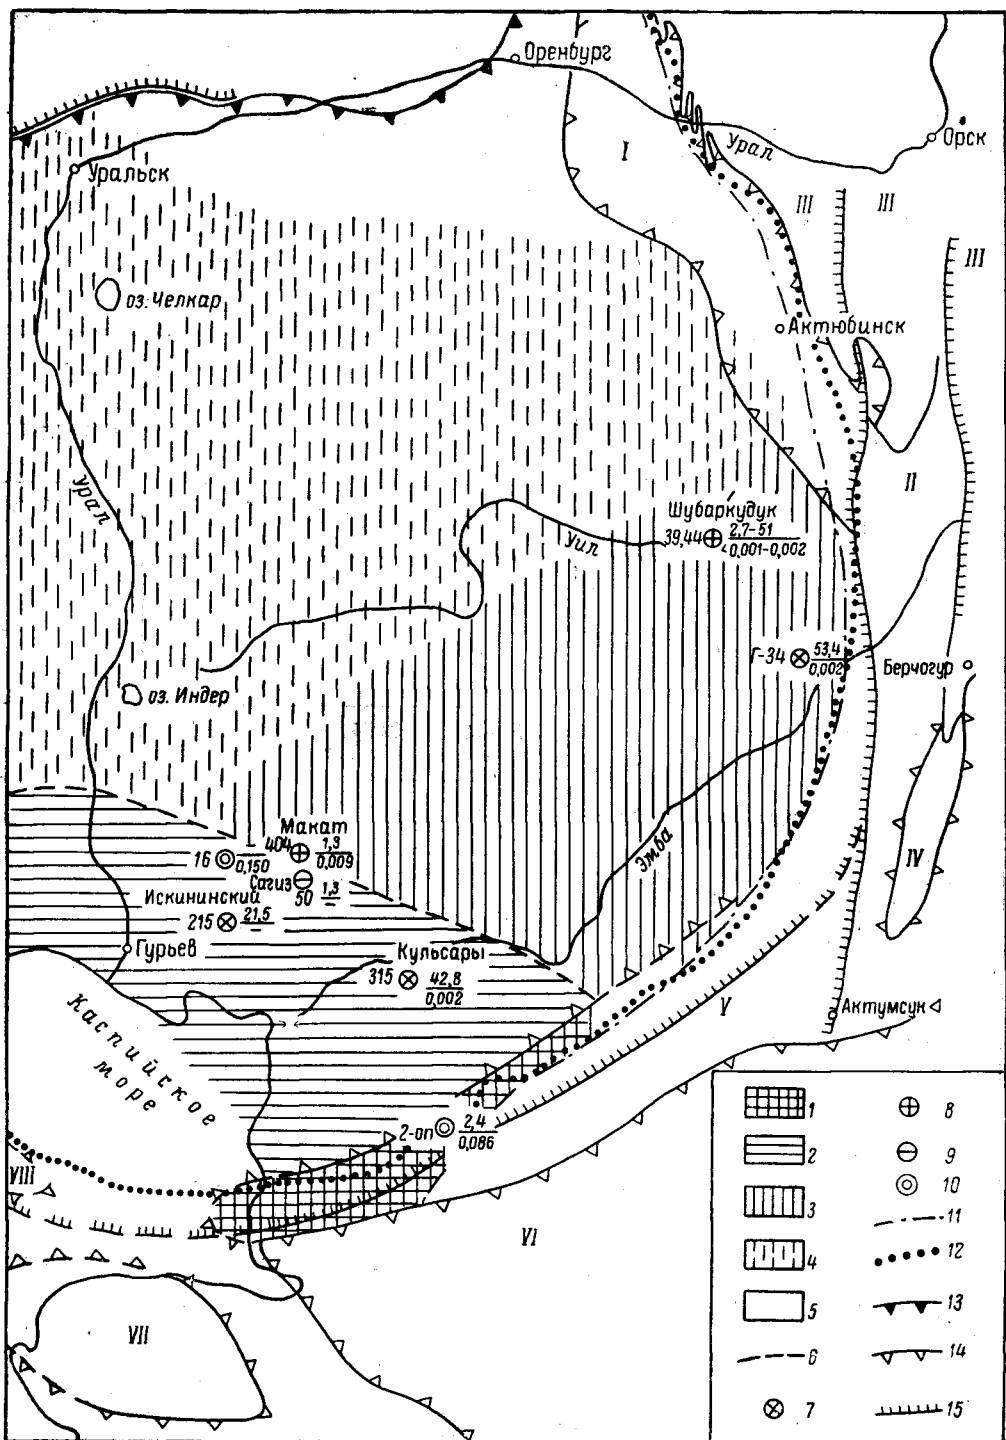 Оренбург
Орск
I
Урал
III
III
III
Уральск
оз. Челкар
Актюбинск
Урал
II
Шубаркудук
39,44 2,7-51
0,001-0,002
Уил
Г-34 53,4
0,002
Берчогур
оз. Индер
Эмба
IV
Макат
404 1,3
0,009
16 —
0,150
Сагиз
50 1,3
—
Искининский
215 21,5
—
Гурьев
Кульсары
315 42,8
0,002
V
Актумсук
Каспийское
море
2-оп 2,4
0,086
VIII
VI
VII
1
2
3
4
5
6
7
8
9
10
11
12
13
14
15